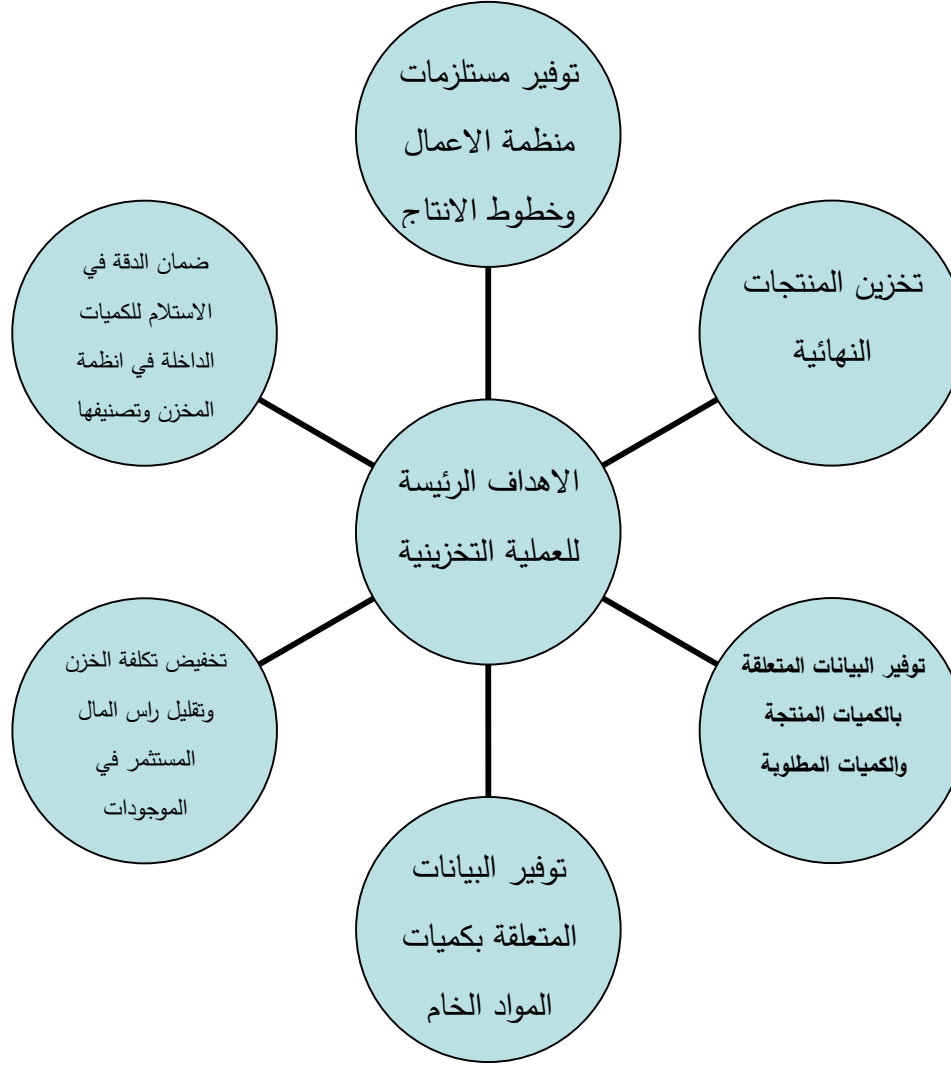 توفير مستلزمات
منظمة الاعمال
وخطوط الانتاج
تخزين المنتجات
النهائية
توفير البيانات المتعلقة
بالكميات المنتجة
والكميات المطلوبة
توفير البيانات
المتعلقة بكميات
المواد الخام
تخفيض تكلفة الخزن
وتقليل راس المال
المستثمر في
الموجودات
ضمان الدقة في
الاستلام للكميات
الداخلة في انظمة
المخزن وتصنيفها
الاهداف الرئيسة
للعملية التخزينية